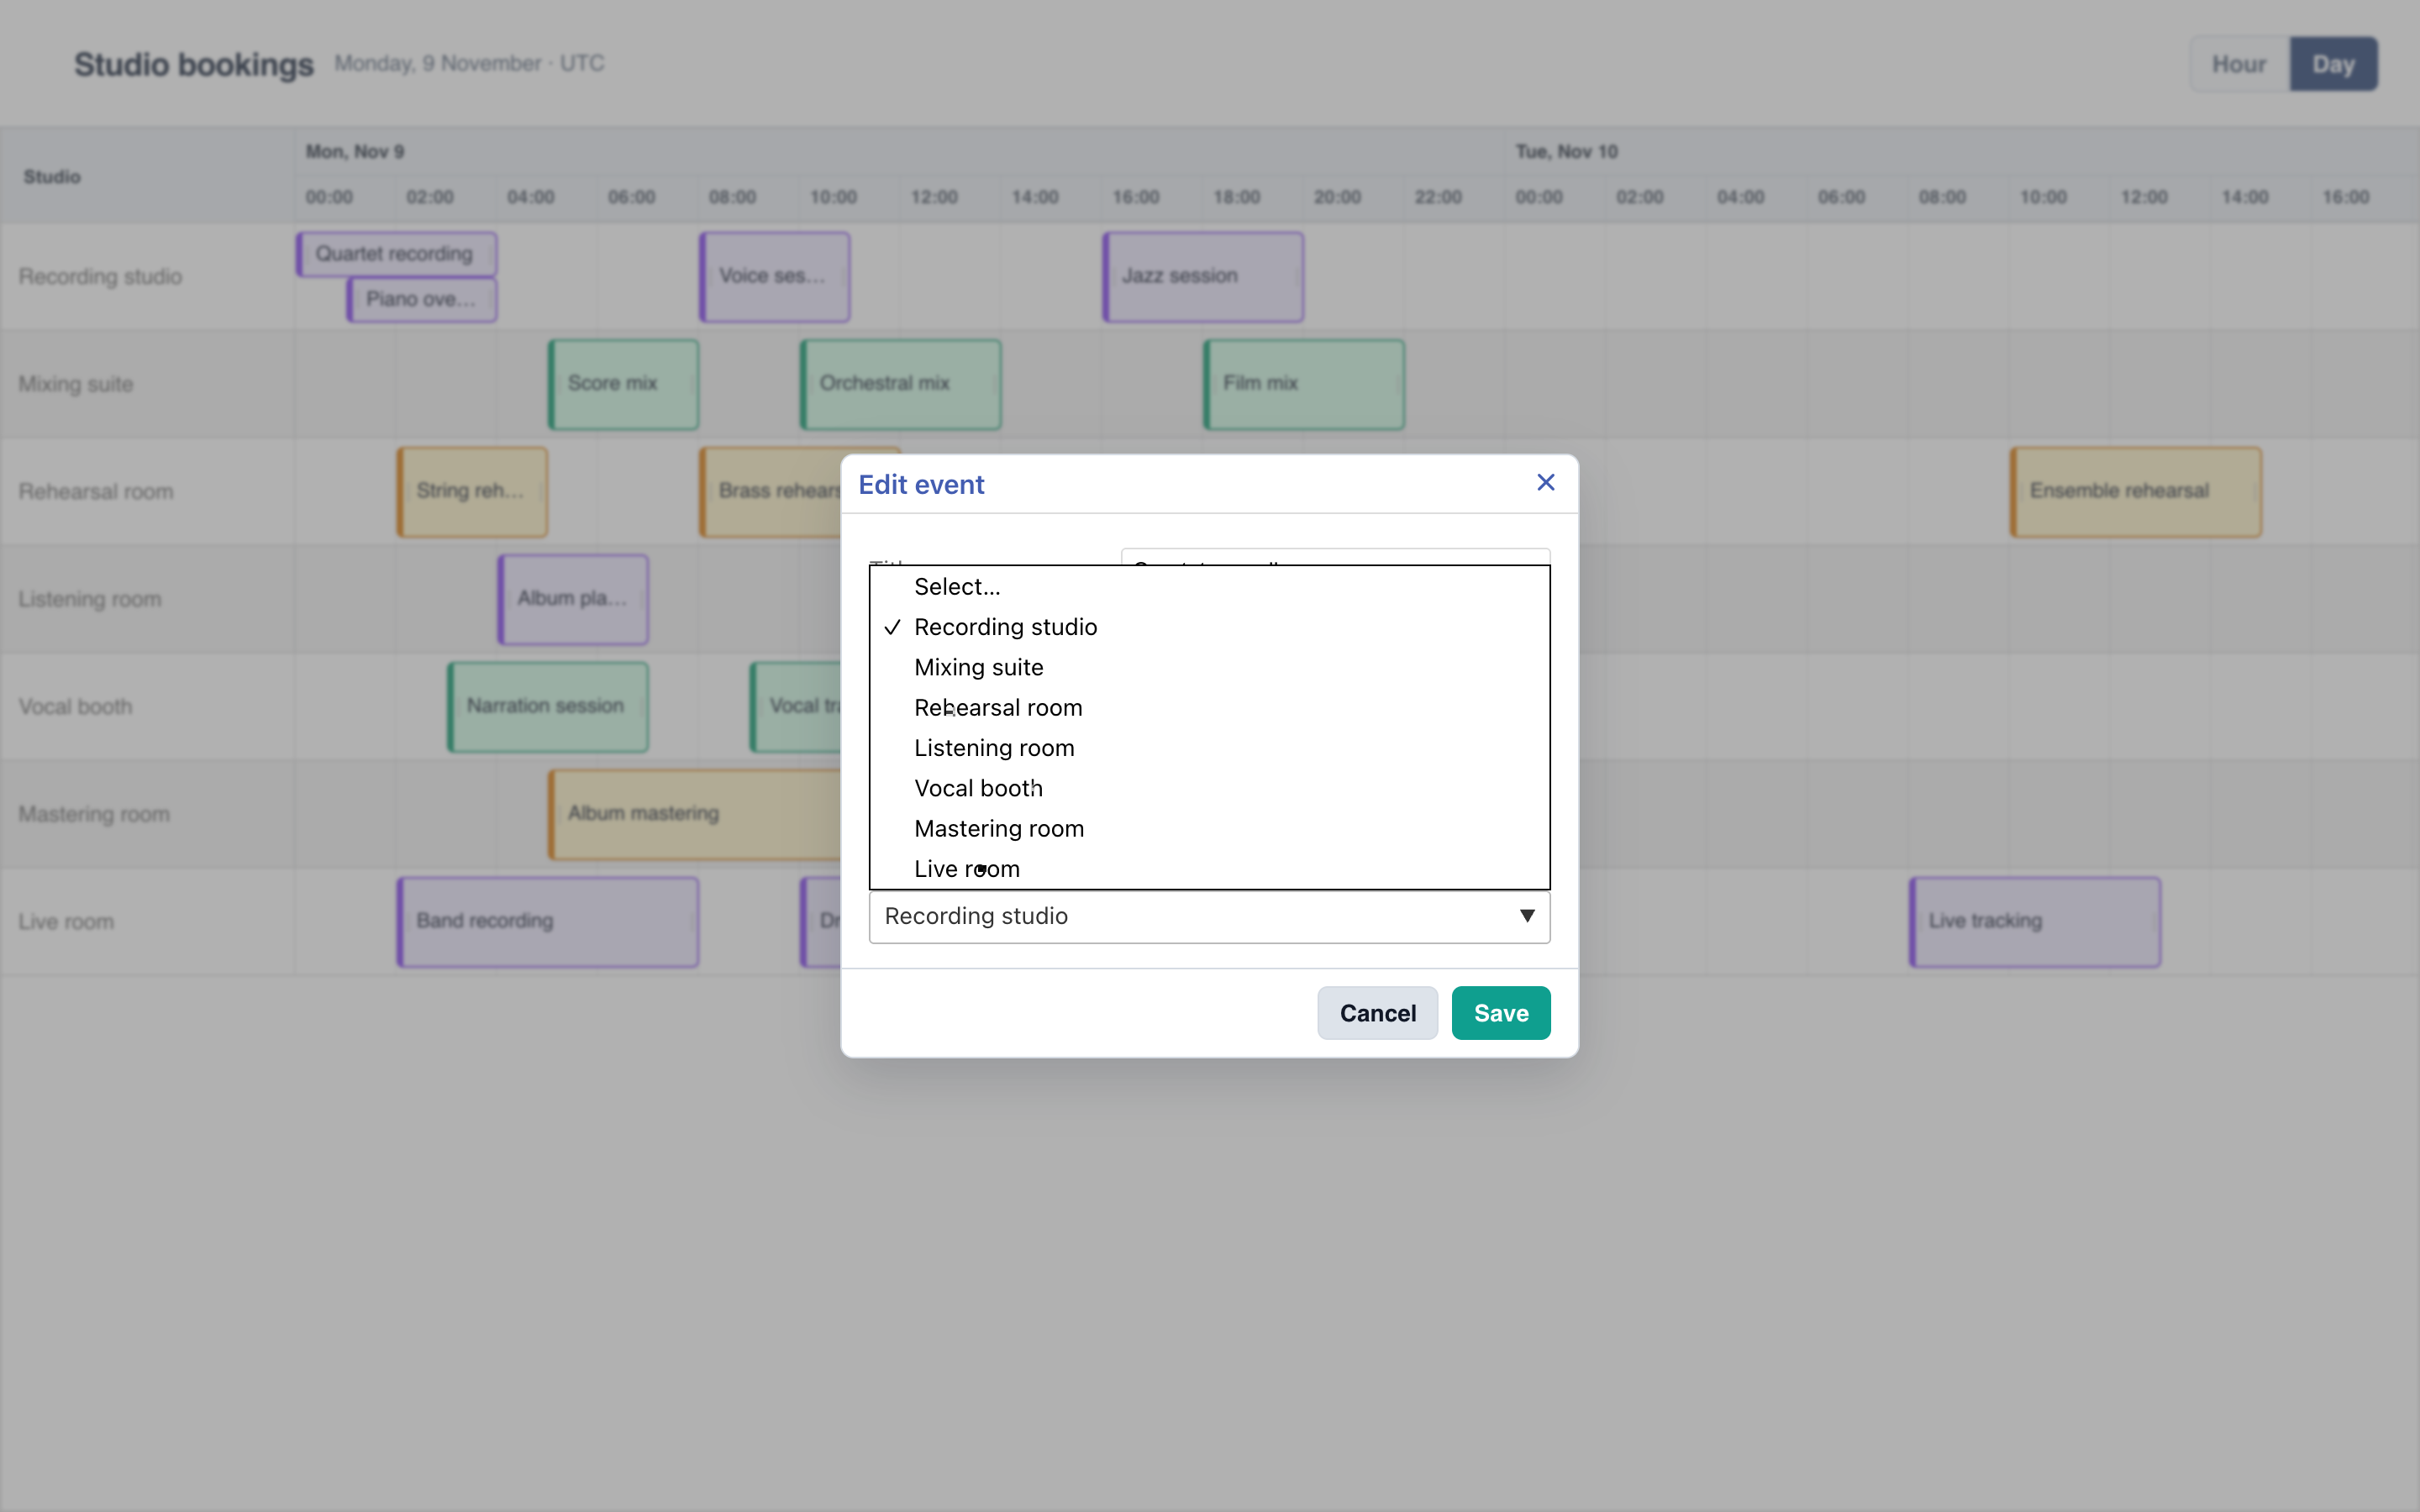 Studio bookings Monday, 9 November · UTC Hour Day
Studio Mon, Nov 9 Tue, Nov 10
00:00 02:00 04:00 06:00 08:00 10:00 12:00 14:00 16:00 18:00 20:00 22:00 00:00 02:00 04:00 06:00 08:00 10:00 12:00 14:00 16:00
Recording studio Quartet recording Voice ses… Jazz session
Piano ove…
Mixing suite Score mix Orchestral mix Film mix
Rehearsal room String reh… Brass rehears Ensemble rehearsal
Listening room Album pla…
Vocal booth Narration session Vocal tra
Mastering room Album mastering
Live room Band recording Dr Live tracking
Edit event
Select...
Recording studio
Mixing suite
Rehearsal room
Listening room
Vocal booth
Mastering room
Live room
Recording studio
Cancel Save